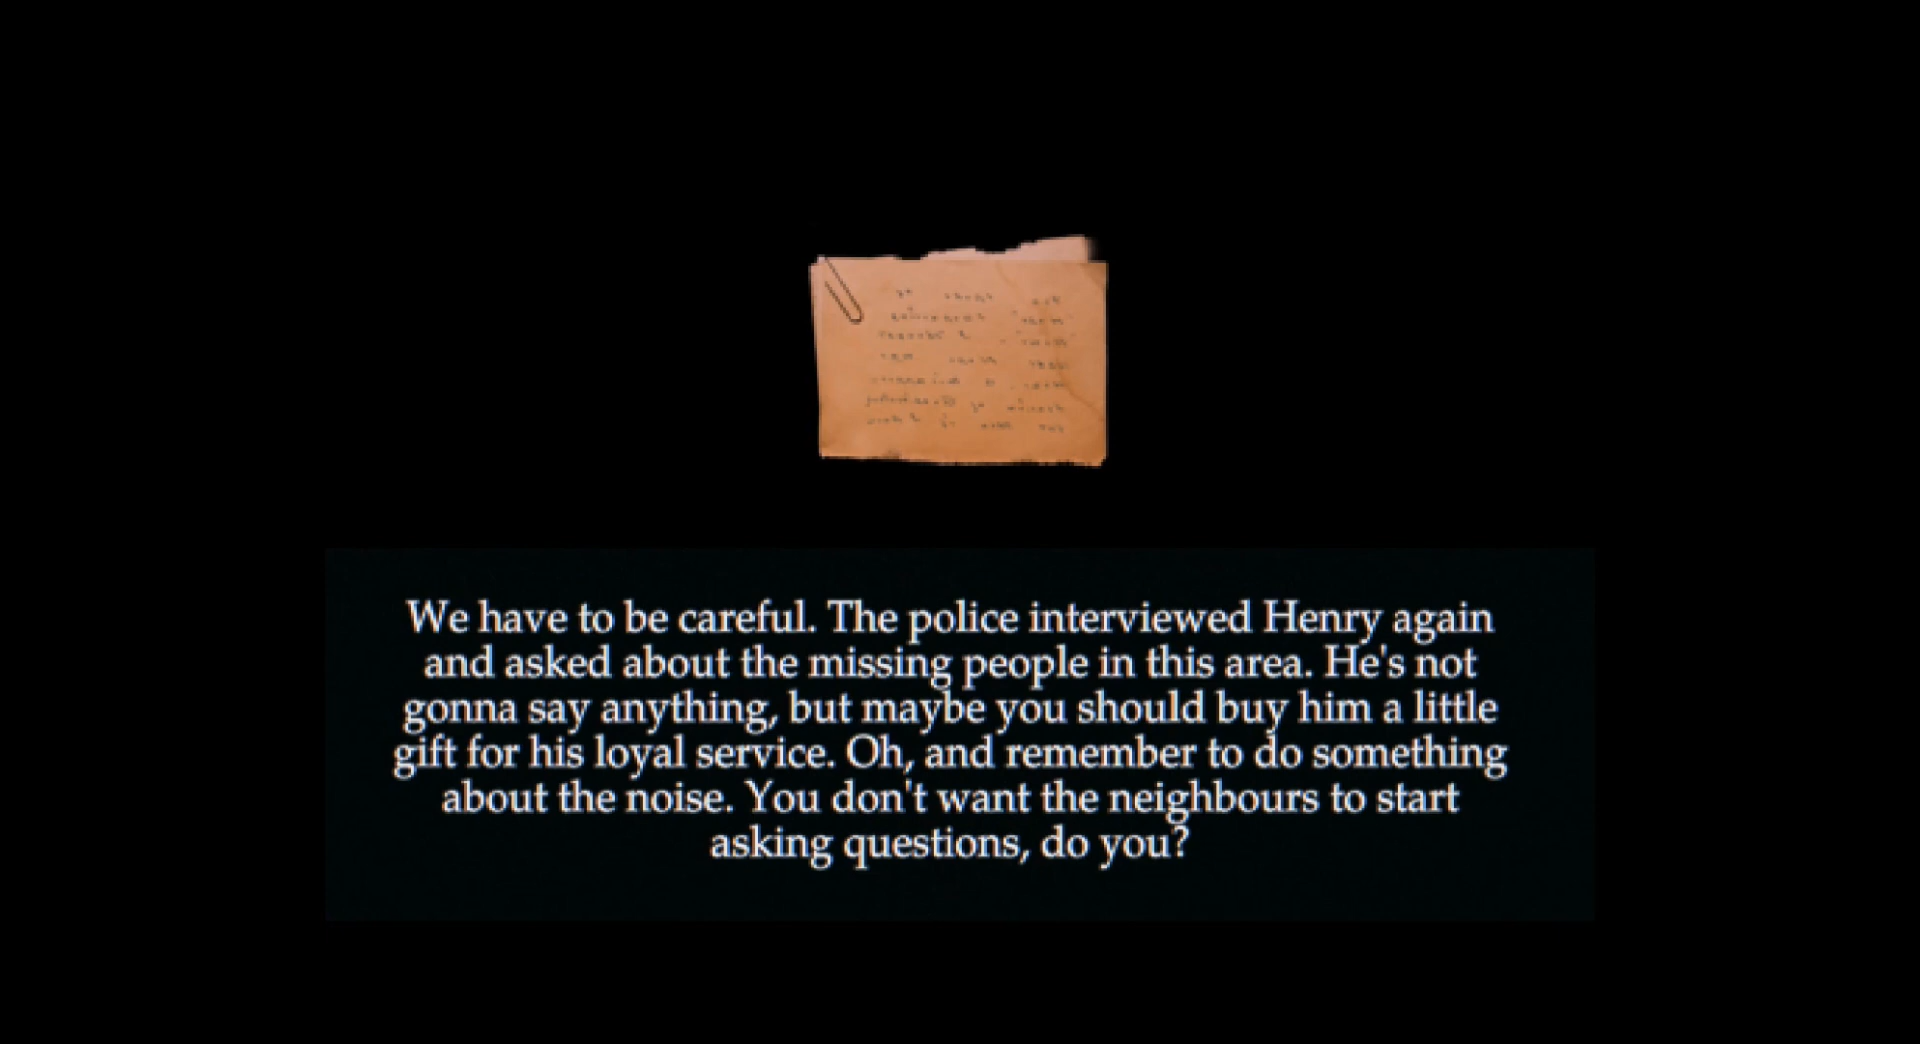 We have to be careful. The police interviewed Henry again
and asked about the missing people in this area. He's not
gonna say anything, but maybe you should buy him a little
gift for his loyal service. Oh, and remember to do something
about the noise. You don't want the neighbours to start
asking questions, do you?